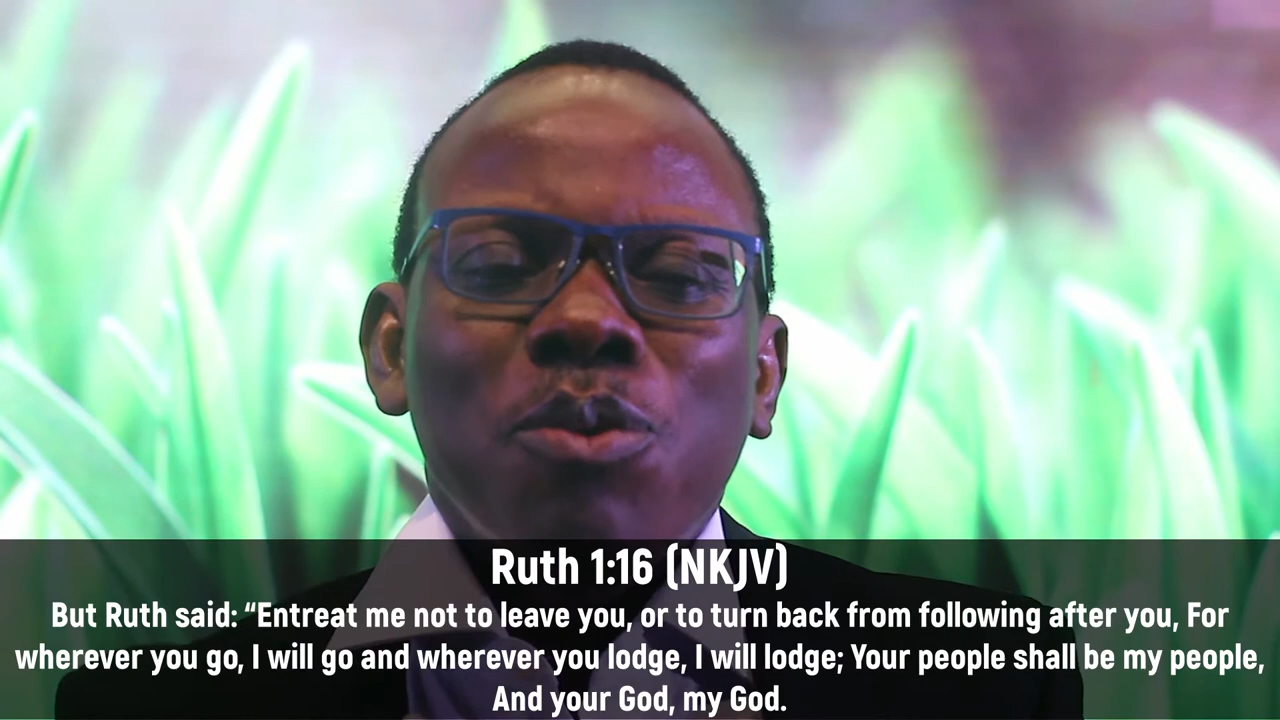 Ruth 1:16 (NKJV)
But Ruth said: “Entreat me not to leave you, or to turn back from following after you, For
wherever you go, I will go and wherever you lodge, I will lodge; Your people shall be my people,
And your God, my God.